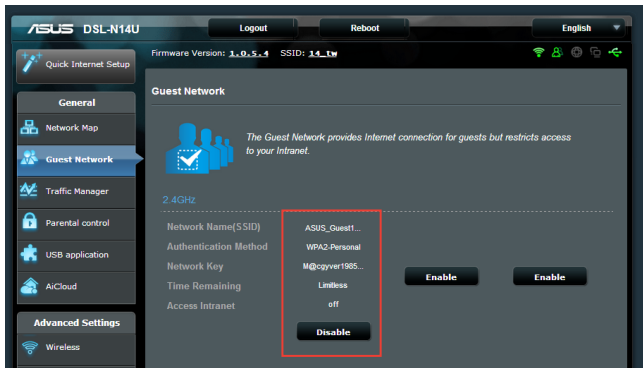 ASUS DSL-N14U Logout Reboot English
Quick Internet Setup
Firmware Version: 1.0.5.4 SSID: 14_tw
General
Network Map
Guest Network
Traffic Manager
Parental control
USB application
AiCloud
Advanced Settings
Wireless
Guest Network
The Guest Network provides Internet connection for guests but restricts access
to your Intranet.
2.4GHz
Network Name(SSID) ASUS_Guest1...
Authentication Method WPA2-Personal
Network Key M@cgyver1985...
Time Remaining Limitless
Access Intranet off
Disable
Enable
Enable